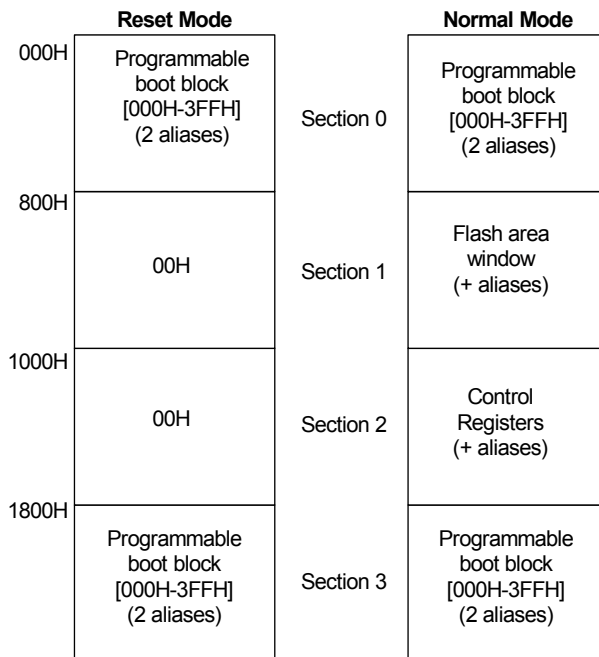 Reset Mode
Normal Mode
000H
Programmable
boot block
[000H-3FFH]
(2 aliases)
Section 0
Programmable
boot block
[000H-3FFH]
(2 aliases)
800H
00H
Section 1
Flash area
window
(+ aliases)
1000H
00H
Section 2
Control
Registers
(+ aliases)
1800H
Programmable
boot block
[000H-3FFH]
(2 aliases)
Section 3
Programmable
boot block
[000H-3FFH]
(2 aliases)